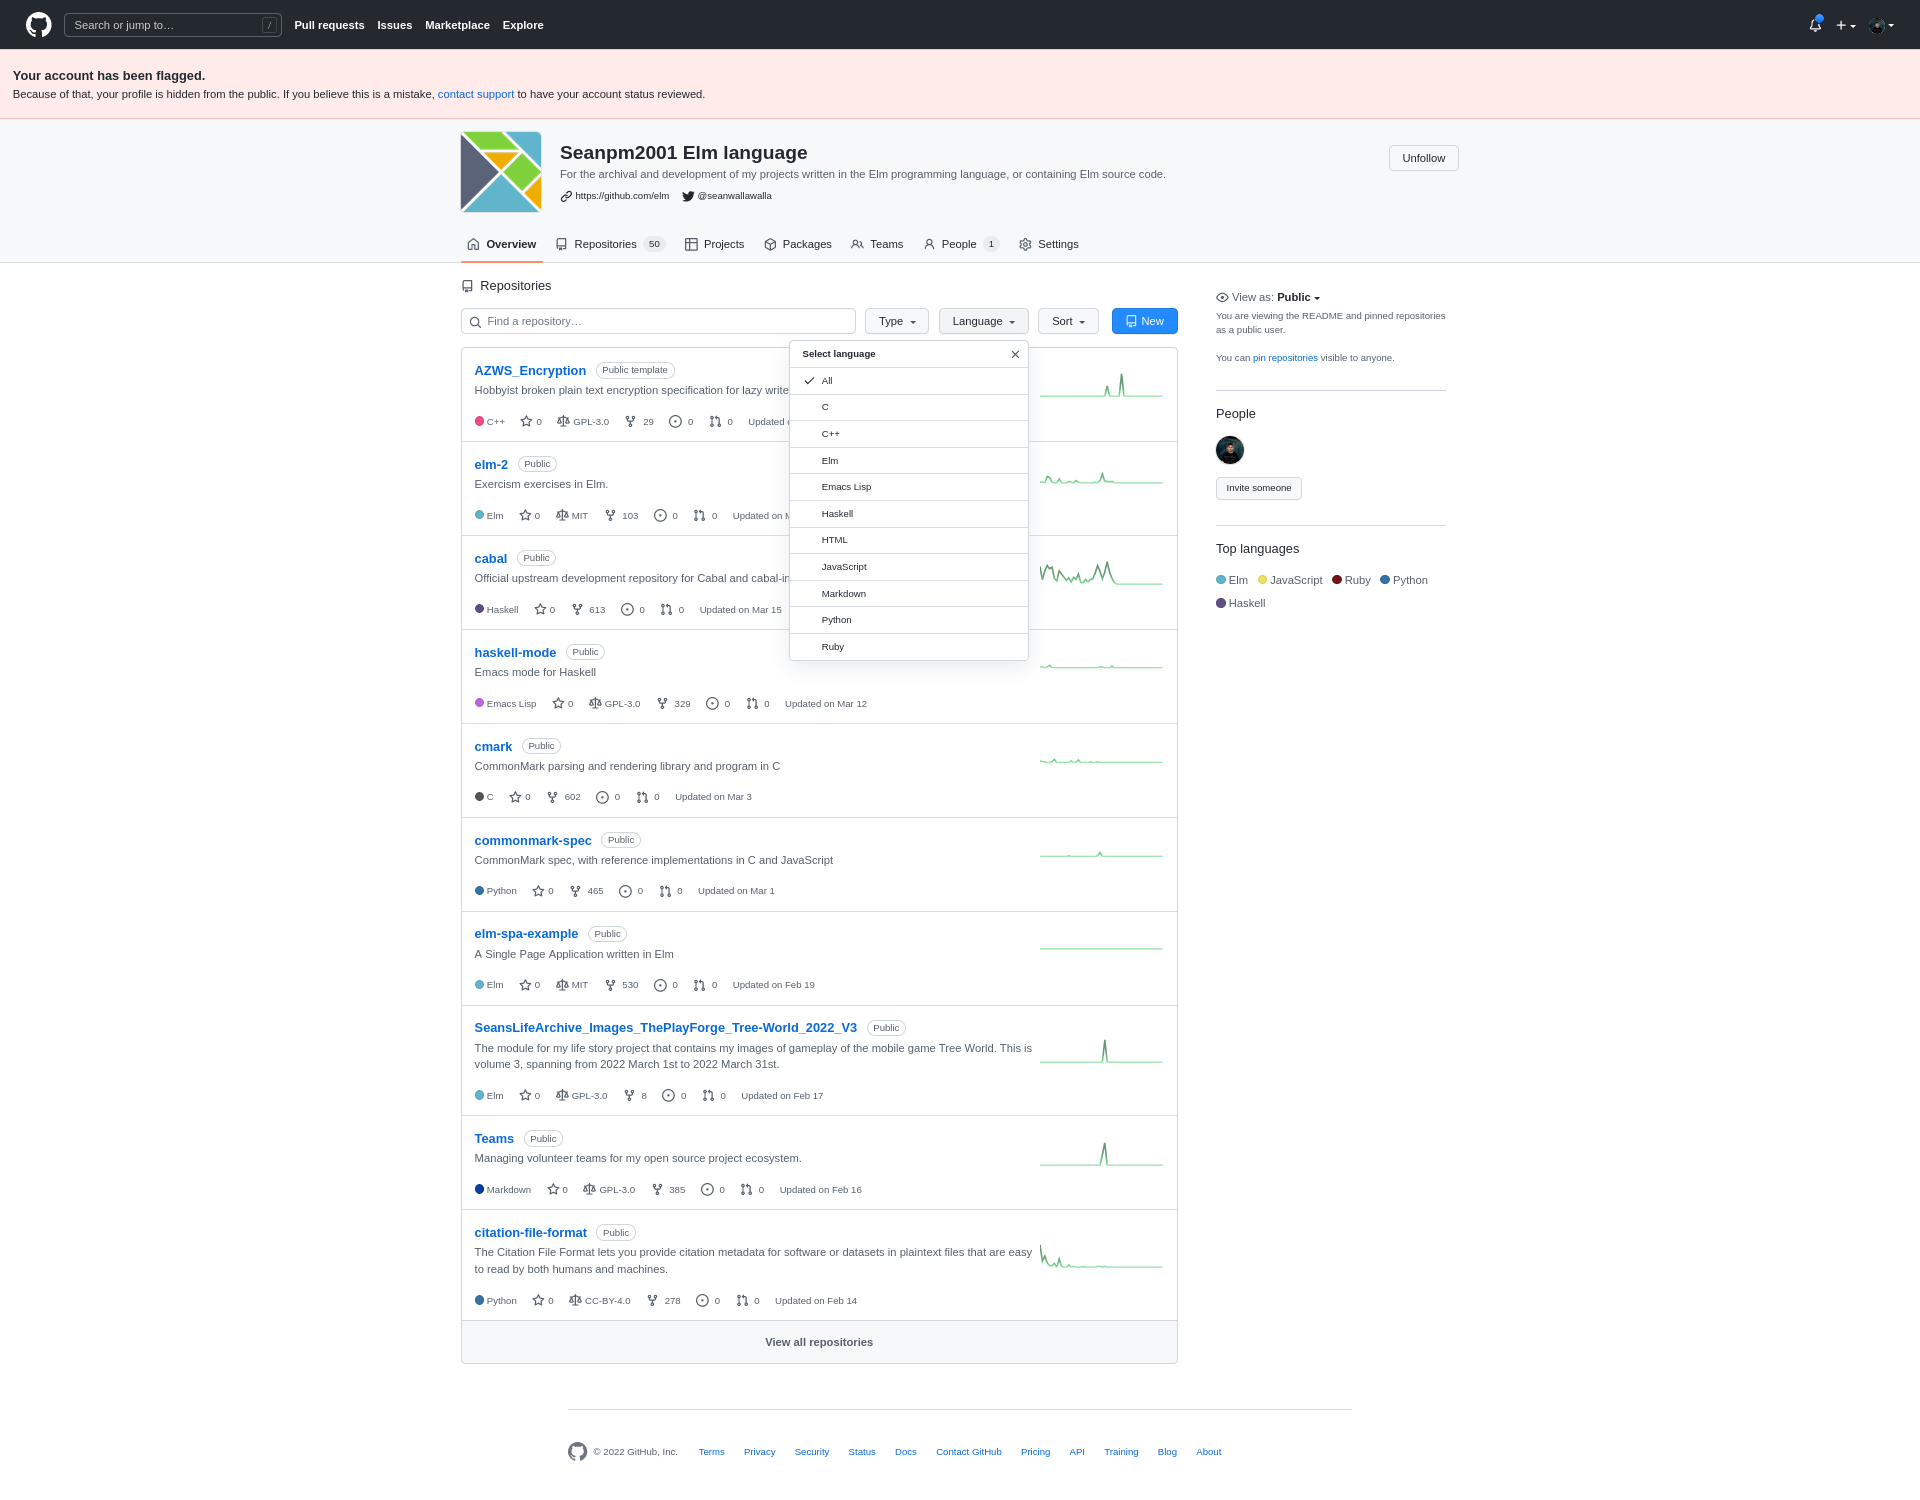 Search or jump to… /
Pull requests Issues Marketplace Explore
Your account has been flagged.
Because of that, your profile is hidden from the public. If you believe this is a mistake, contact support to have your account status reviewed.
Seanpm2001 Elm language
For the archival and development of my projects written in the Elm programming language, or containing Elm source code.
https://github.com/elm @seanwallawalla
Unfollow
Overview Repositories 50 Projects Packages Teams People 1 Settings
Repositories
Find a repository… Type Language Sort New
Select language
All
C
C++
Elm
Emacs Lisp
Haskell
HTML
JavaScript
Markdown
Python
Ruby
AZWS_Encryption Public template
Hobbyist broken plain text encryption specification for lazy write
C++ 0 GPL-3.0 29 0 0 Updated
elm-2 Public
Exercism exercises in Elm.
Elm 0 MIT 103 0 0 Updated on
cabal Public
Official upstream development repository for Cabal and cabal-in
Haskell 0 613 0 0 Updated on Mar 15
haskell-mode Public
Emacs mode for Haskell
Emacs Lisp 0 GPL-3.0 329 0 0 Updated on Mar 12
cmark Public
CommonMark parsing and rendering library and program in C
C 0 602 0 0 Updated on Mar 3
commonmark-spec Public
CommonMark spec, with reference implementations in C and JavaScript
Python 0 465 0 0 Updated on Mar 1
elm-spa-example Public
A Single Page Application written in Elm
Elm 0 MIT 530 0 0 Updated on Feb 19
SeansLifeArchive_Images_ThePlayForge_Tree-World_2022_V3 Public
The module for my life story project that contains my images of gameplay of the mobile game Tree World. This is
volume 3, spanning from 2022 March 1st to 2022 March 31st.
Elm 0 GPL-3.0 8 0 0 Updated on Feb 17
Teams Public
Managing volunteer teams for my open source project ecosystem.
Markdown 0 GPL-3.0 385 0 0 Updated on Feb 16
citation-file-format Public
The Citation File Format lets you provide citation metadata for software or datasets in plaintext files that are easy
to read by both humans and machines.
Python 0 CC-BY-4.0 278 0 0 Updated on Feb 14
View all repositories
View as: Public
You are viewing the README and pinned repositories
as a public user.
You can pin repositories visible to anyone.
People
Invite someone
Top languages
Elm JavaScript Ruby Python
Haskell
© 2022 GitHub, Inc. Terms Privacy Security Status Docs Contact GitHub Pricing API Training Blog About